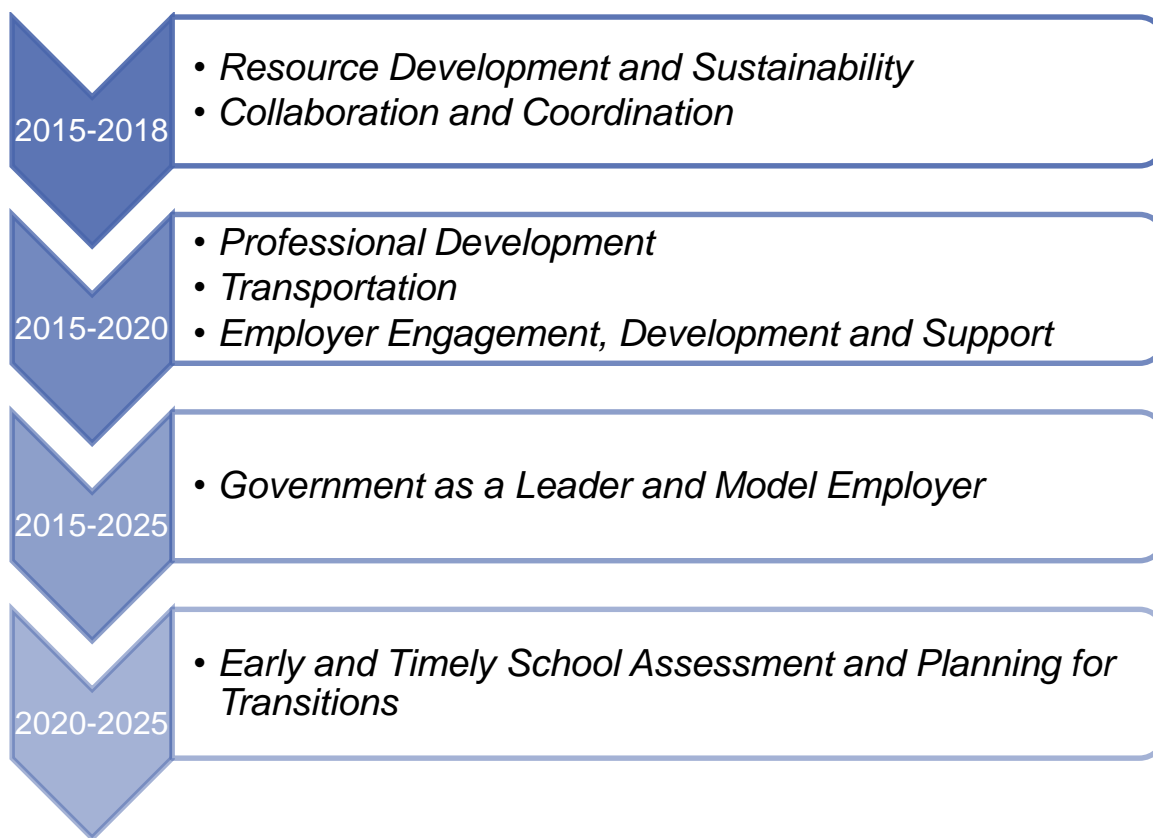 2015-2018
• Resource Development and Sustainability
• Collaboration and Coordination
2015-2020
• Professional Development
• Transportation
• Employer Engagement, Development and Support
2015-2025
• Government as a Leader and Model Employer
2020-2025
• Early and Timely School Assessment and Planning for
Transitions